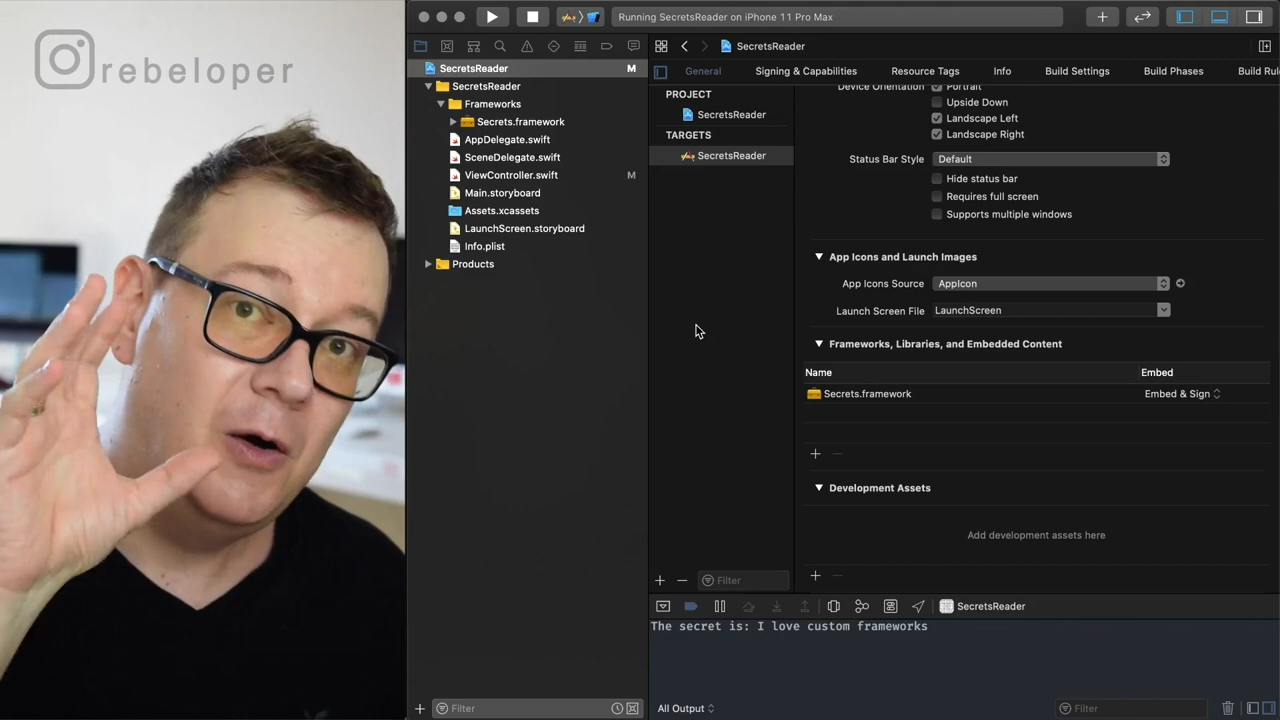 rebeloper
Running SecretsReader on iPhone 11 Pro Max
SecretsReader M
SecretsReader
Frameworks
Secrets.framework
AppDelegate.swift
SceneDelegate.swift
ViewController.swift M
Main.storyboard
Assets.xcassets
LaunchScreen.storyboard
Info.plist
Products
Filter
SecretsReader
General Signing & Capabilities Resource Tags Info Build Settings Build Phases Build Rul
PROJECT
SecretsReader
TARGETS
SecretsReader
Filter
Device Orientation Portrait
Upside Down
Landscape Left
Landscape Right
Status Bar Style Default
Hide status bar
Requires full screen
Supports multiple windows
App Icons and Launch Images
App Icons Source AppIcon
Launch Screen File LaunchScreen
Frameworks, Libraries, and Embedded Content
Name Embed
Secrets.framework Embed & Sign
Development Assets
Add development assets here
SecretsReader
The secret is: I love custom frameworks
All Output Filter